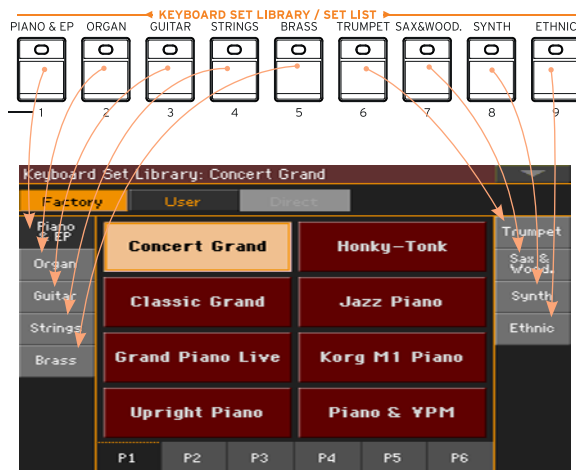 KEYBOARD SET LIBRARY / SET LIST
PIANO & EP ORGAN GUITAR STRINGS BRASS TRUMPET SAX&WOOD. SYNTH ETHNIC
1 2 3 4 5 6 7 8 9
Keyboard Set Library: Concert Grand
Factory User Direct
Piano & EP
Organ
Guitar
Strings
Brass
Concert Grand Honky-Tonk
Classic Grand Jazz Piano
Grand Piano Live Korg M1 Piano
Upright Piano Piano & VPM
Trumpet
Sax & Wood.
Synth
Ethnic
P1 P2 P3 P4 P5 P6